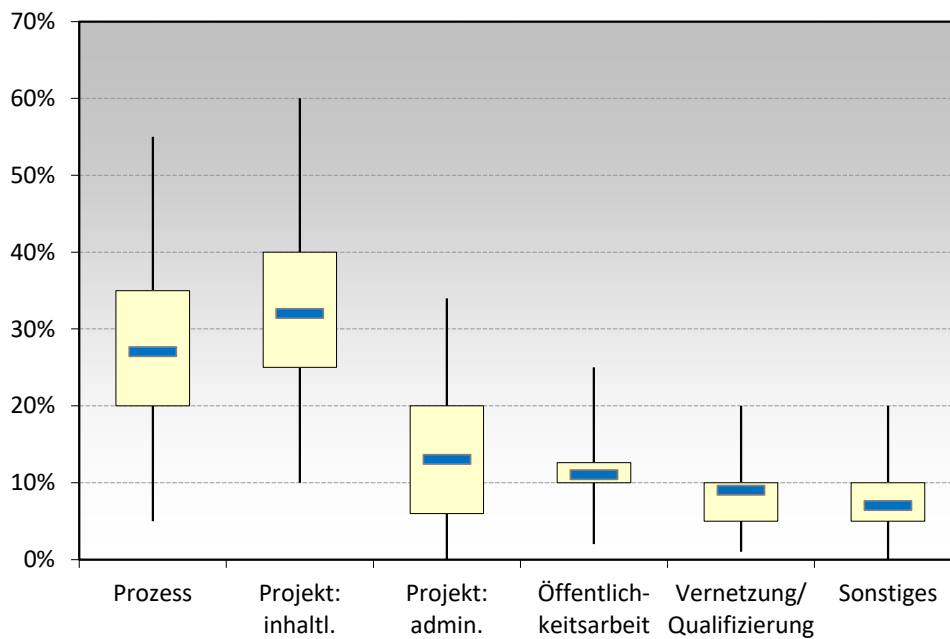 70%
60%
50%
40%
30%
20%
10%
0%
Prozess
Projekt:
inhaltl.
Projekt:
admin.
Öffentlich-
keitsarbeit
Vernetzung/
Qualifizierung
Sonstiges